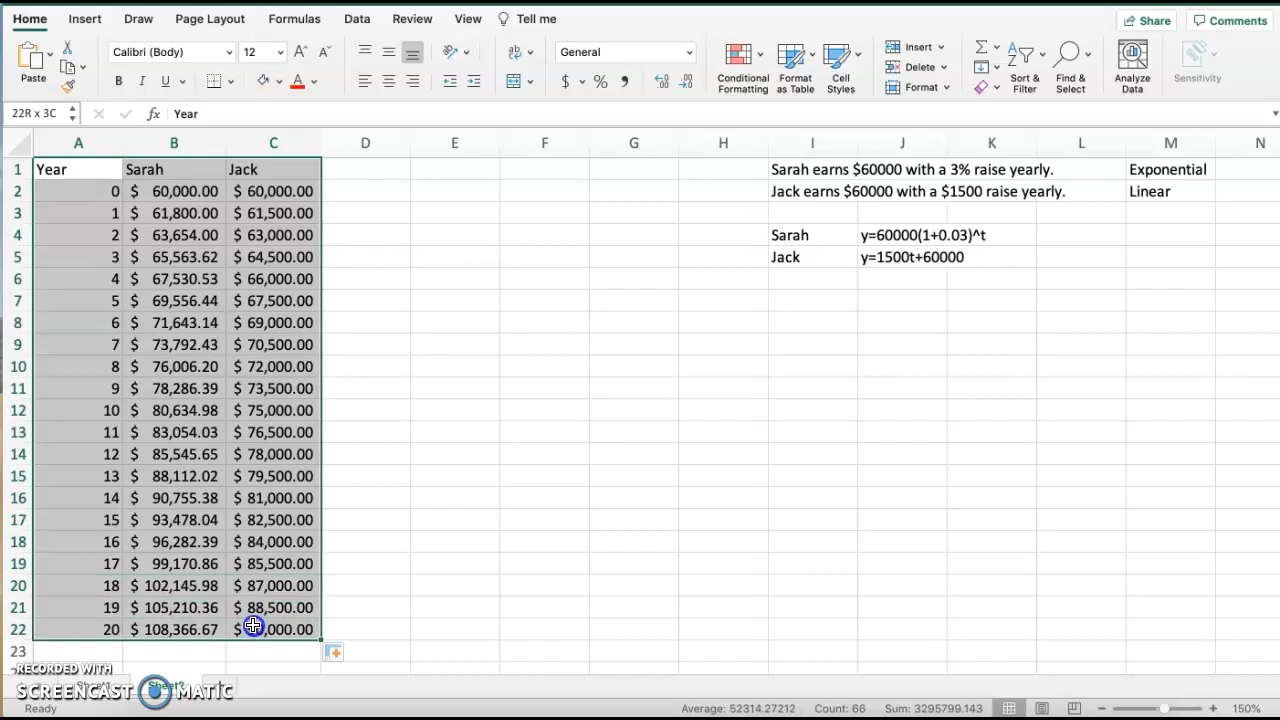 Home Insert Draw Page Layout Formulas Data Review View Tell me Share Comments
Paste Calibri (Body) 12 General Conditional Formatting Format as Table Cell Styles Insert Delete Format Sort & Filter Find & Select Analyze Data Sensitivity
22R x 3C fx Year
A B C D E F G H I J K L M N
1 Year Sarah Jack Sarah earns $60000 with a 3% raise yearly. Exponential
2 0 $ 60,000.00 $ 60,000.00 Jack earns $60000 with a $1500 raise yearly. Linear
3 1 $ 61,800.00 $ 61,500.00
4 2 $ 63,654.00 $ 63,000.00 Sarah y=60000(1+0.03)^t
5 3 $ 65,563.62 $ 64,500.00 Jack y=1500t+60000
6 4 $ 67,530.53 $ 66,000.00
7 5 $ 69,556.44 $ 67,500.00
8 6 $ 71,643.14 $ 69,000.00
9 7 $ 73,792.43 $ 70,500.00
10 8 $ 76,006.20 $ 72,000.00
11 9 $ 78,286.39 $ 73,500.00
12 10 $ 80,634.98 $ 75,000.00
13 11 $ 83,054.03 $ 76,500.00
14 12 $ 85,545.65 $ 78,000.00
15 13 $ 88,112.02 $ 79,500.00
16 14 $ 90,755.38 $ 81,000.00
17 15 $ 93,478.04 $ 82,500.00
18 16 $ 96,282.39 $ 84,000.00
19 17 $ 99,170.86 $ 85,500.00
20 18 $ 102,145.98 $ 87,000.00
21 19 $ 105,210.36 $ 88,500.00
22 20 $ 108,366.67 $
23
RECORDED WITH
SCREENCAST MATIC
Ready Average: 52314.27212 Count: 66 Sum: 3295799.143 150%